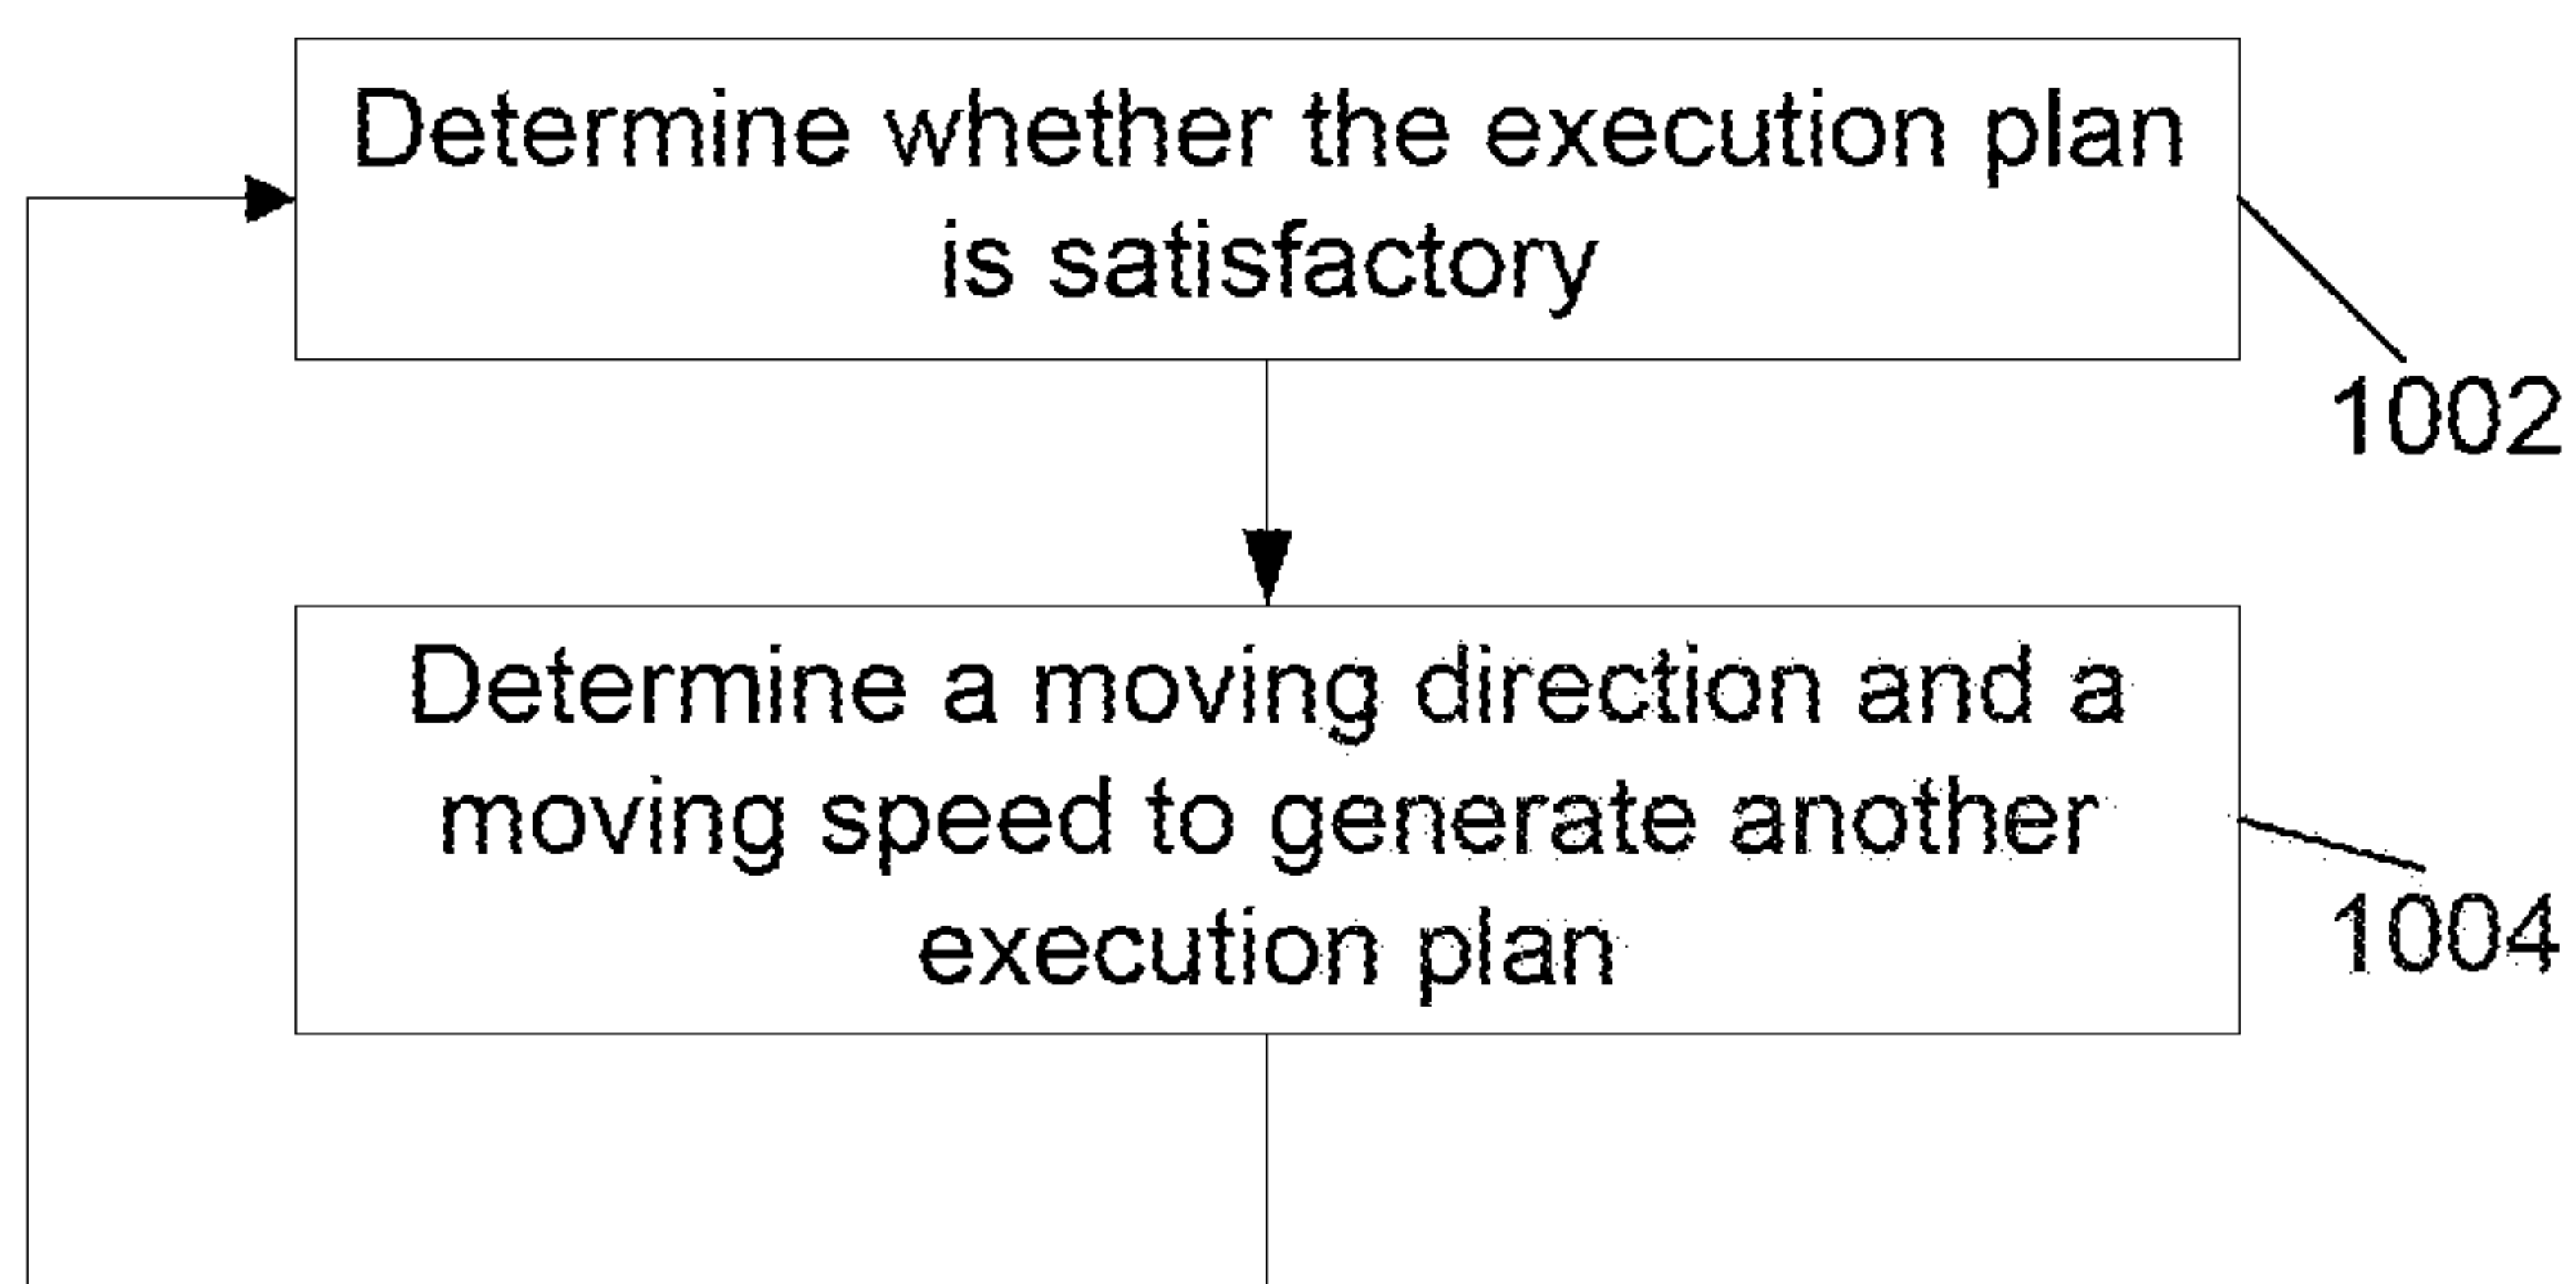 Determine whether the execution plan
is satisfactory
1002
Determine a moving direction and a
moving speed to generate another
execution plan
1004